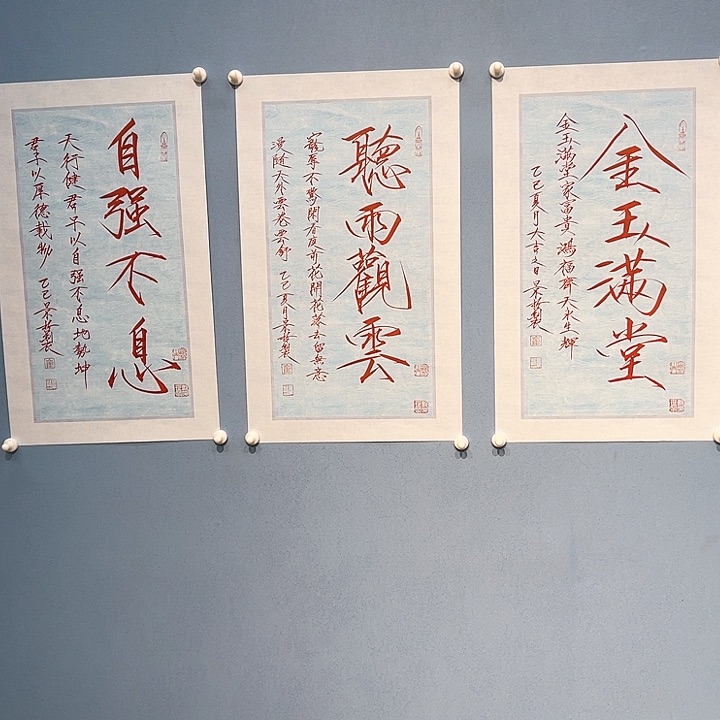 自强不息
天行健君子以自强不息地勢坤
君子以厚德載物 乙巳
聽雨觀雲
寵辱不驚閑看庭前花開花落去留無意
漫隨天外雲卷雲舒 乙巳亥月
金玉滿堂
金玉滿堂家富貴鴻福齊天永生輝
乙巳亥月大吉之日